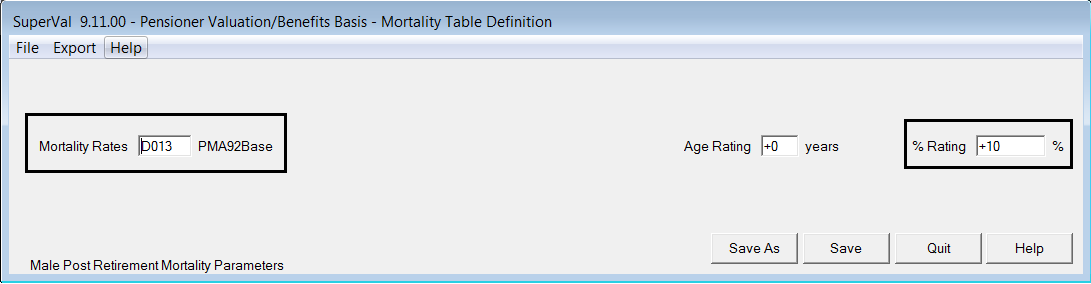 SuperVal 9.11.00 - Pensioner Valuation/Benefits Basis - Mortality Table Definition
File Export Help
Mortality Rates D013 PMA92Base Age Rating +0 years % Rating +10 %
Save As Save Quit Help
Male Post Retirement Mortality Parameters